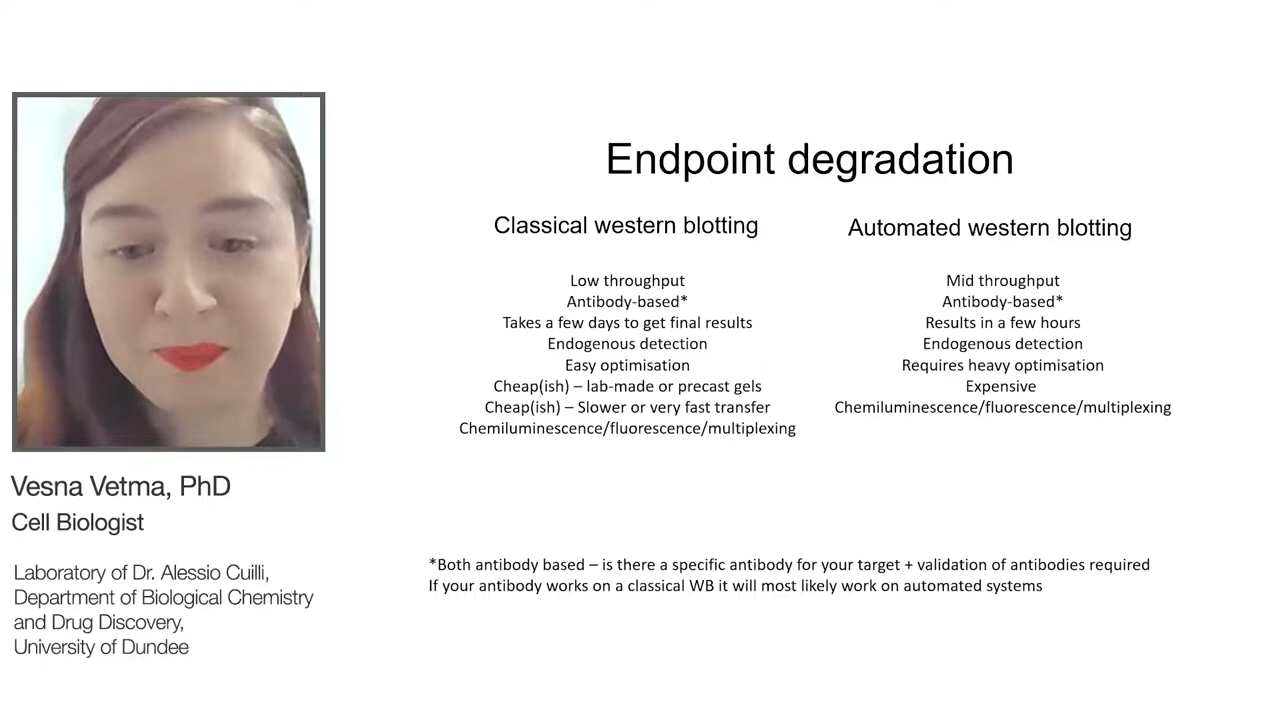 Endpoint degradation
Classical western blotting
Low throughput
Antibody-based*
Takes a few days to get final results
Endogenous detection
Easy optimisation
Cheap(ish) – lab-made or precast gels
Cheap(ish) – Slower or very fast transfer
Chemiluminescence/fluorescence/multiplexing
Automated western blotting
Mid throughput
Antibody-based*
Results in a few hours
Endogenous detection
Requires heavy optimisation
Expensive
Chemiluminescence/fluorescence/multiplexing
*Both antibody based – is there a specific antibody for your target + validation of antibodies required
If your antibody works on a classical WB it will most likely work on automated systems
Vesna Vetma, PhD
Cell Biologist
Laboratory of Dr. Alessio Cuilli,
Department of Biological Chemistry
and Drug Discovery,
University of Dundee